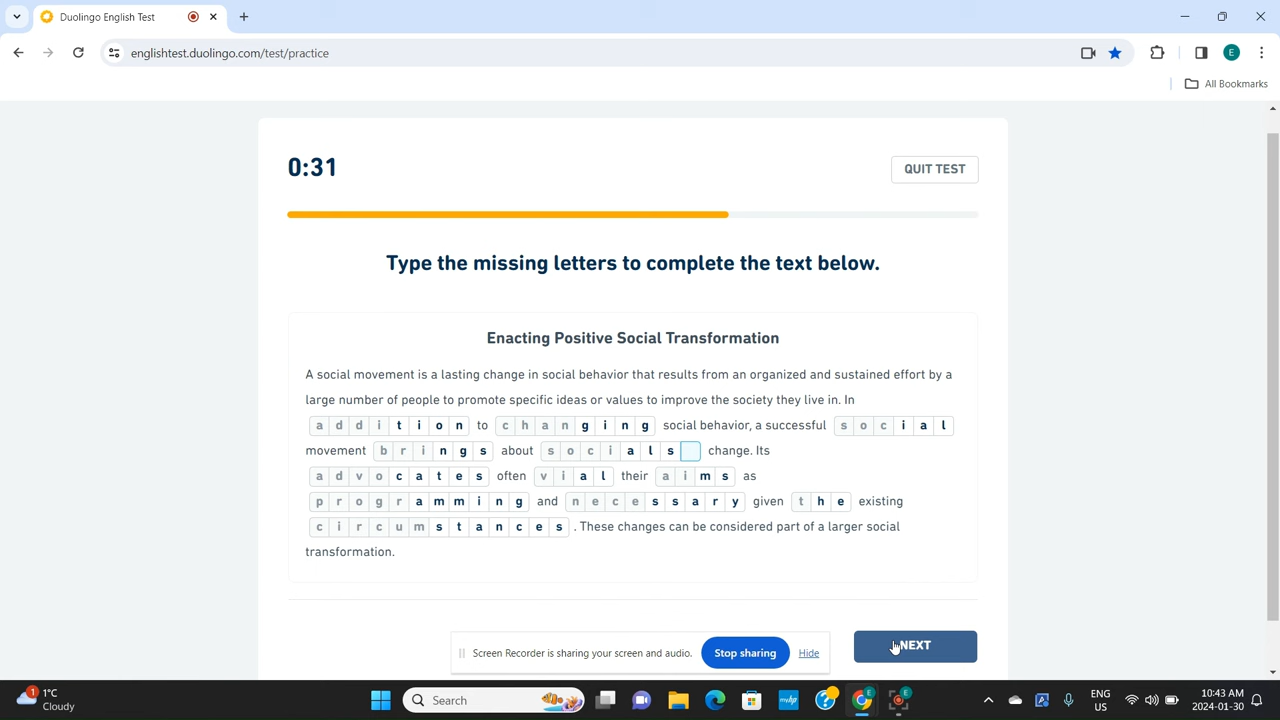 Duolingo English Test
englishtest.duolingo.com/test/practice
E
All Bookmarks
0:31
QUIT TEST
Type the missing letters to complete the text below.
Enacting Positive Social Transformation
A social movement is a lasting change in social behavior that results from an organized and sustained effort by a
large number of people to promote specific ideas or values to improve the society they live in. In
addition to changing social behavior, a successful social
movement brings about socials change. Its
advocates often vial their aims as
programming and necessary given the existing
circumstances. These changes can be considered part of a larger social
transformation.
Screen Recorder is sharing your screen and audio. Stop sharing Hide
NEXT
1
1°C
Cloudy
Search
ENG
US
10:43 AM
2024-01-30